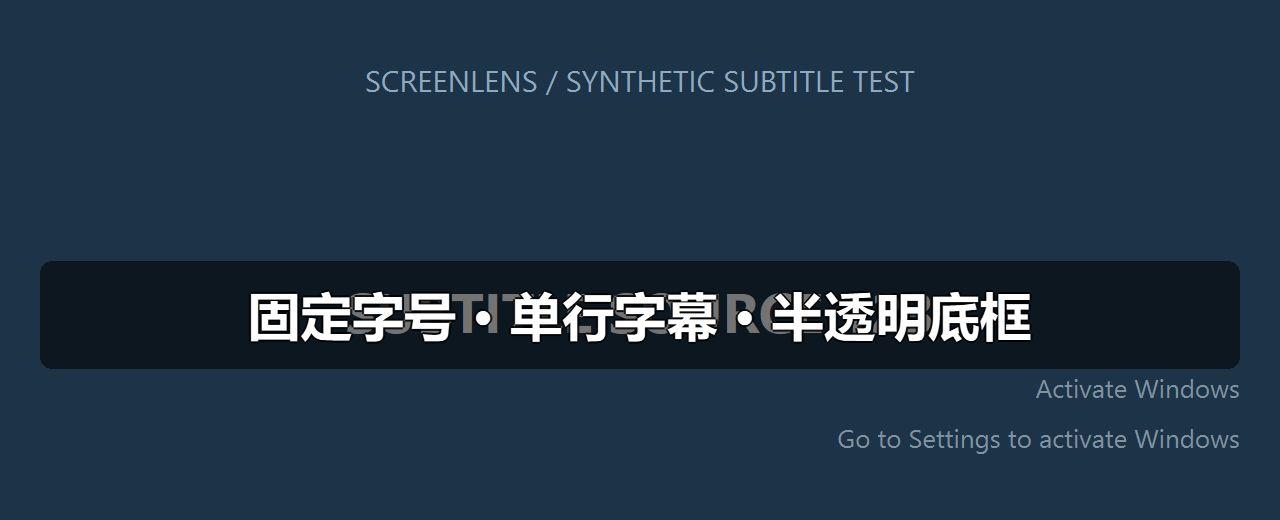 SCREENLENS / SYNTHETIC SUBTITLE TEST
固定字号·单行字幕·半透明底框
Activate Windows
Go to Settings to activate Windows